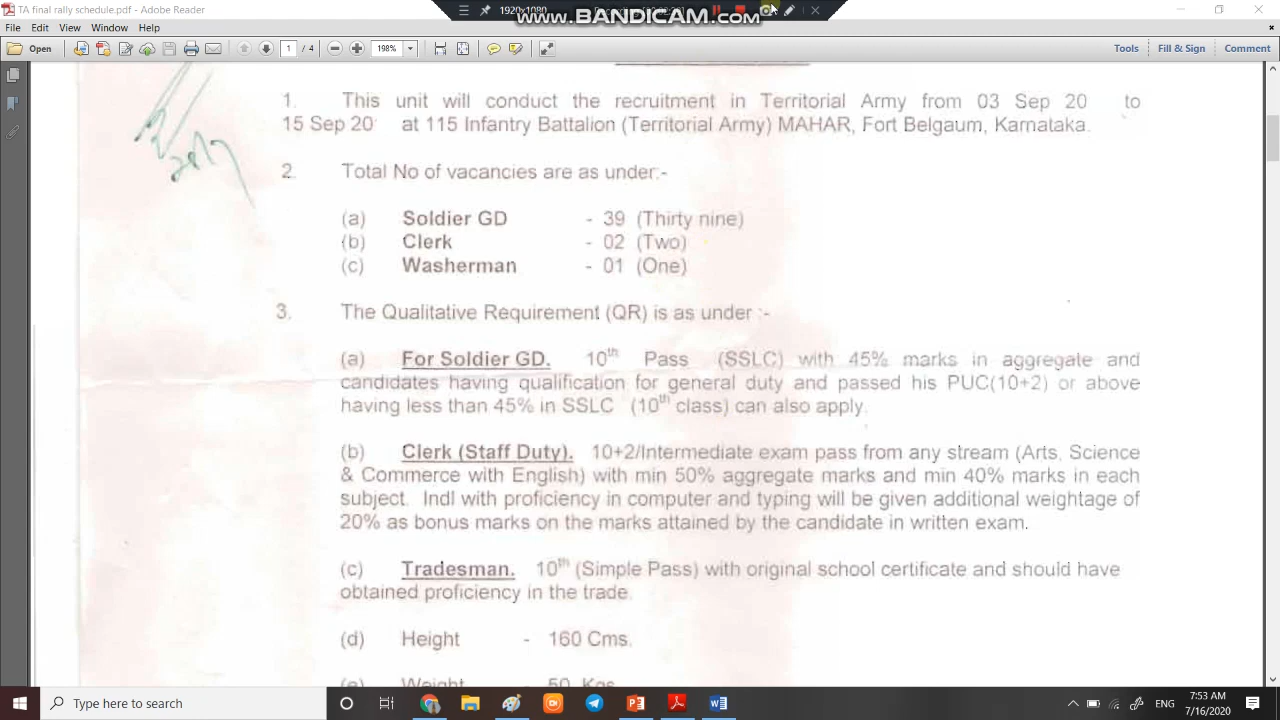 TA final rally schedule.pdf - Adobe Reader
1920x1080
www.BANDICAM.com
File Edit View Window Help
Open 1 / 4 198% Tools Fill & Sign Comment
1. This unit will conduct the recruitment in Territorial Army from 03 Sep 20 to
15 Sep 20 at 115 Infantry Battalion (Territorial Army) MAHAR, Fort Belgaum, Karnataka.
2. Total No of vacancies are as under:-
(a) Soldier GD - 39 (Thirty nine)
(b) Clerk - 02 (Two)
(c) Washerman - 01 (One)
3. The Qualitative Requirement (QR) is as under :-
(a) For Soldier GD. 10th Pass (SSLC) with 45% marks in aggregate and
candidates having qualification for general duty and passed his PUC(10+2) or above
having less than 45% in SSLC (10th class) can also apply.
(b) Clerk (Staff Duty). 10+2/Intermediate exam pass from any stream (Arts, Science
& Commerce with English) with min 50% aggregate marks and min 40% marks in each
subject. Indl with proficiency in computer and typing will be given additional weightage of
20% as bonus marks on the marks attained by the candidate in written exam.
(c) Tradesman. 10th (Simple Pass) with original school certificate and should have
obtained proficiency in the trade.
(d) Height - 160 Cms.
(e) Weight - 50 Kgs
Type here to search
ENG
7:53 AM
7/16/2020